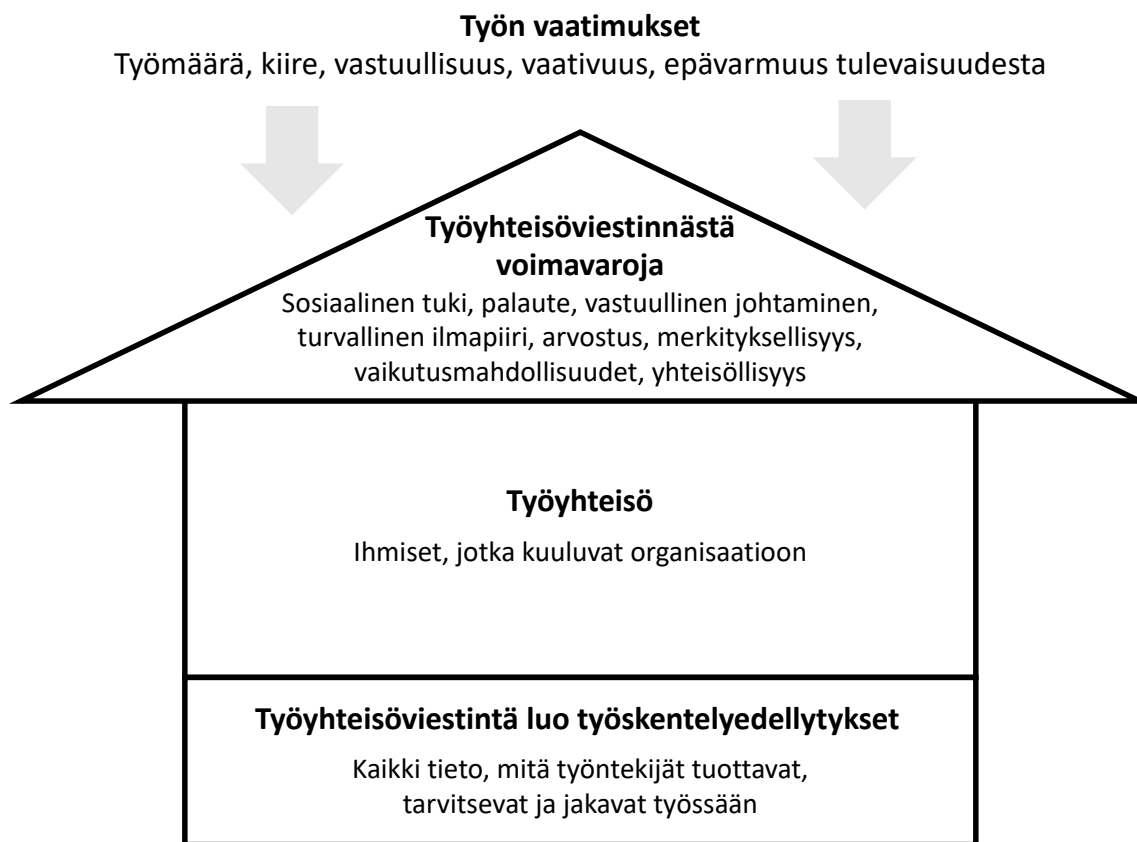 Työn vaatimukset
Työmäärä, kiire, vastuullisuus, vaativuus, epävarmuus tulevaisuudesta
Työyhteisöviestinnästä
voimavaroja
Sosiaalinen tuki, palaute, vastuullinen johtaminen,
turvallinen ilmapiiri, arvostus, merkityksellisyys,
vaikutusmahdollisuudet, yhteisöllisyys
Työyhteisö
Ihmiset, jotka kuuluvat organisaatioon
Työyhteisöviestintä luo työskentelyedellytykset
Kaikki tieto, mitä työntekijät tuottavat,
tarvitsevat ja jakavat työssään